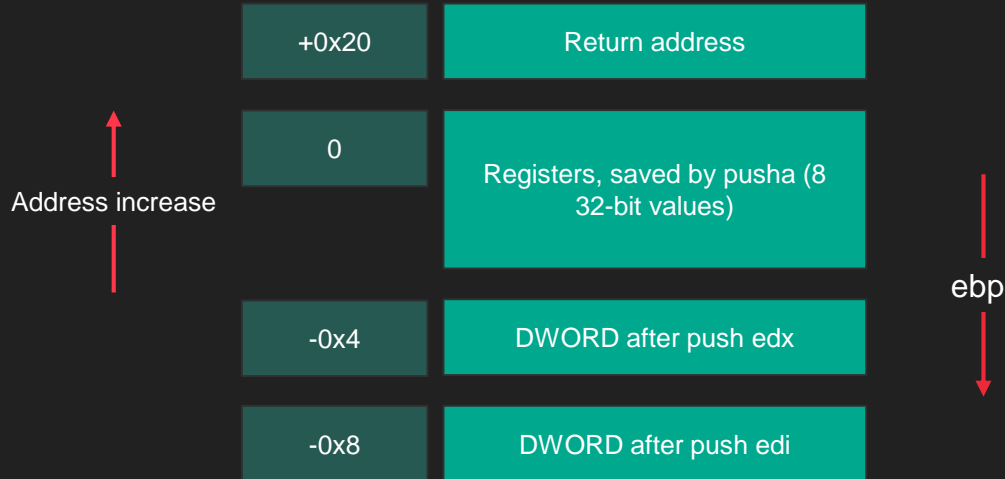 +0x20 Return address
0
Registers, saved by pusha (8
32-bit values)
Address increase
ebp
-0x4 DWORD after push edx
-0x8 DWORD after push edi